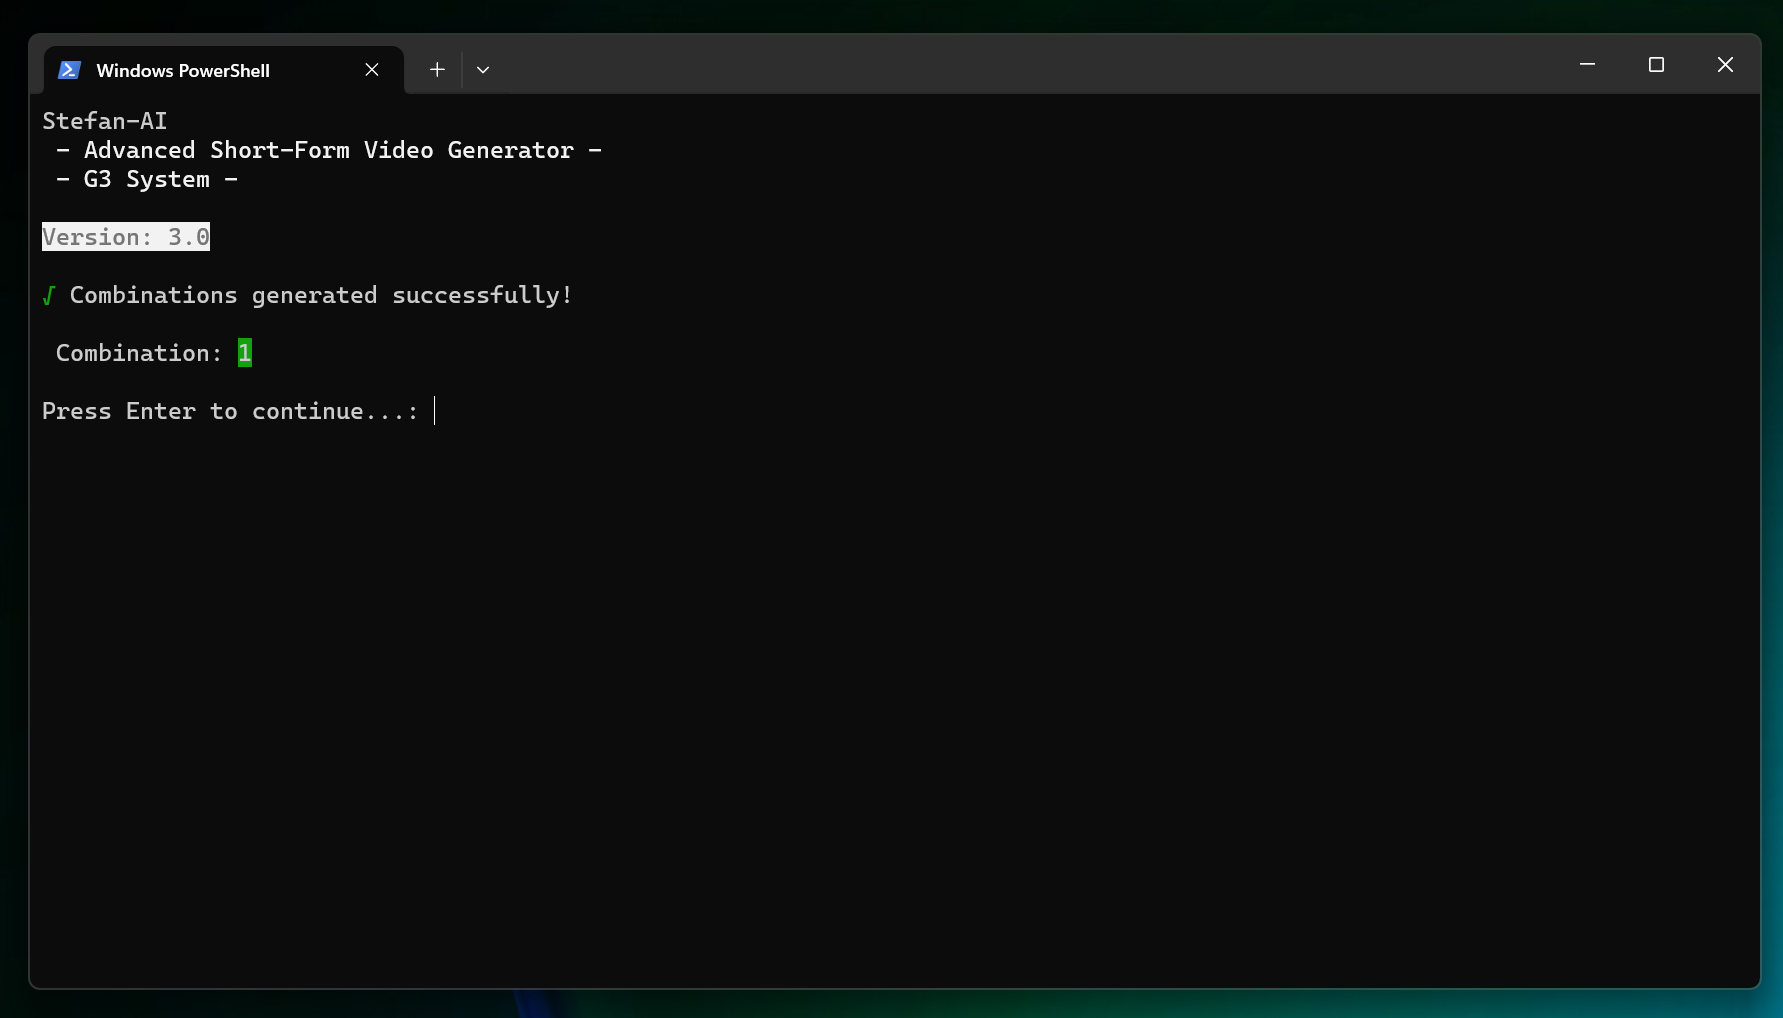 Windows PowerShell
Stefan-AI
- Advanced Short-Form Video Generator -
- G3 System -
Version: 3.0
√ Combinations generated successfully!
Combination: 1
Press Enter to continue...: